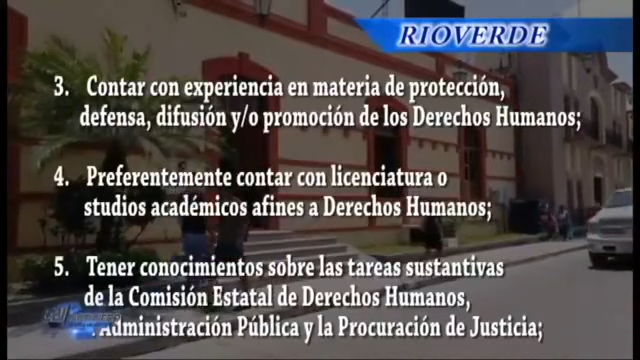 RIOVERDE
3. Contar con experiencia en materia de protección,
defensa, difusión y/o promoción de los Derechos Humanos;
4. Preferentemente contar con licenciatura o
studios académicos afines a Derechos Humanos;
5. Tener conocimientos sobre las tareas sustantivas
de la Comisión Estatal de Derechos Humanos,
Administración Pública y la Procuración de Justicia;